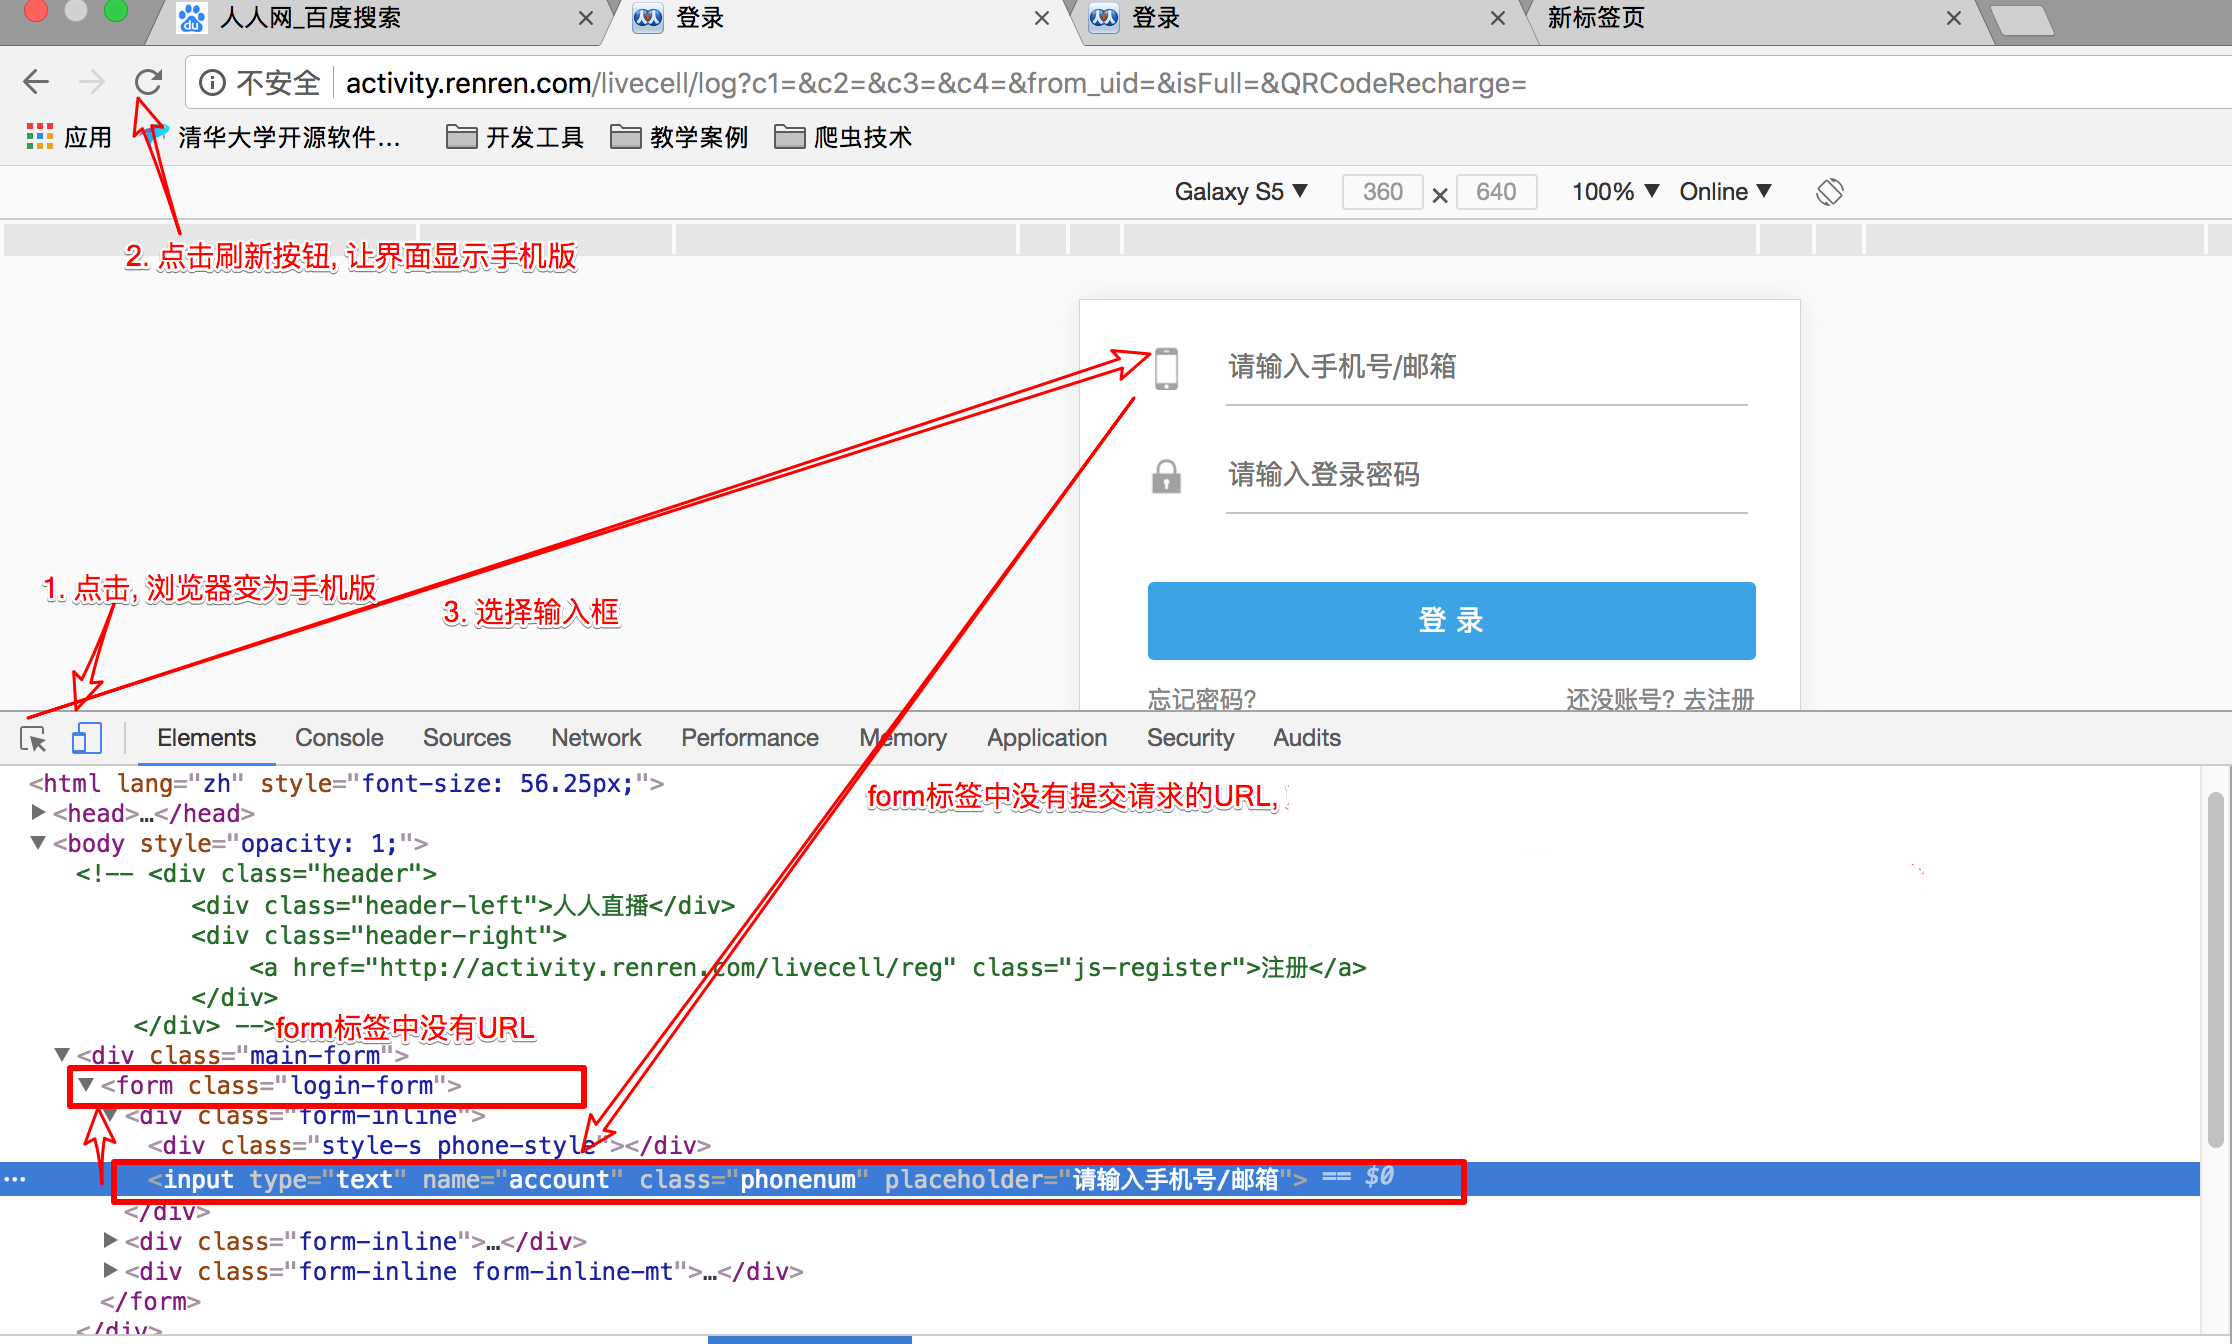 人人网_百度搜索
登录
登录
新标签页
不安全 activity.renren.com/livecell/log?c1=&c2=&c3=&c4=&from_uid=&isFull=&QRCodeRecharge=
应用 清华大学开源软件... 开发工具 教学案例 爬虫技术
Galaxy S5 ▼ 360 × 640 100% ▼ Online ▼
2. 点击刷新按钮, 让界面显示手机版
请输入手机号/邮箱
请输入登录密码
1. 点击, 浏览器变为手机版
3. 选择输入框
登 录
忘记密码? 还没账号? 去注册
Elements Console Sources Network Performance Memory Application Security Audits
<html lang="zh" style="font-size: 56.25px;">
form标签中没有提交请求的URL,
▶<head>…</head>
▼<body style="opacity: 1;">
<!-- <div class="header">
<div class="header-left">人人直播</div>
<div class="header-right">
<a href="http://activity.renren.com/livecell/reg" class="js-register">注册</a>
</div>
</div> -->
form标签中没有URL
▼<div class="main-form">
▼<form class="login-form">
▼<div class="form-inline">
<div class="style-s phone-style"></div>
… <input type="text" name="account" class="phonenum" placeholder="请输入手机号/邮箱"> == $0
</div>
▶<div class="form-inline">…</div>
▶<div class="form-inline form-inline-mt">…</div>
</form>
</div>